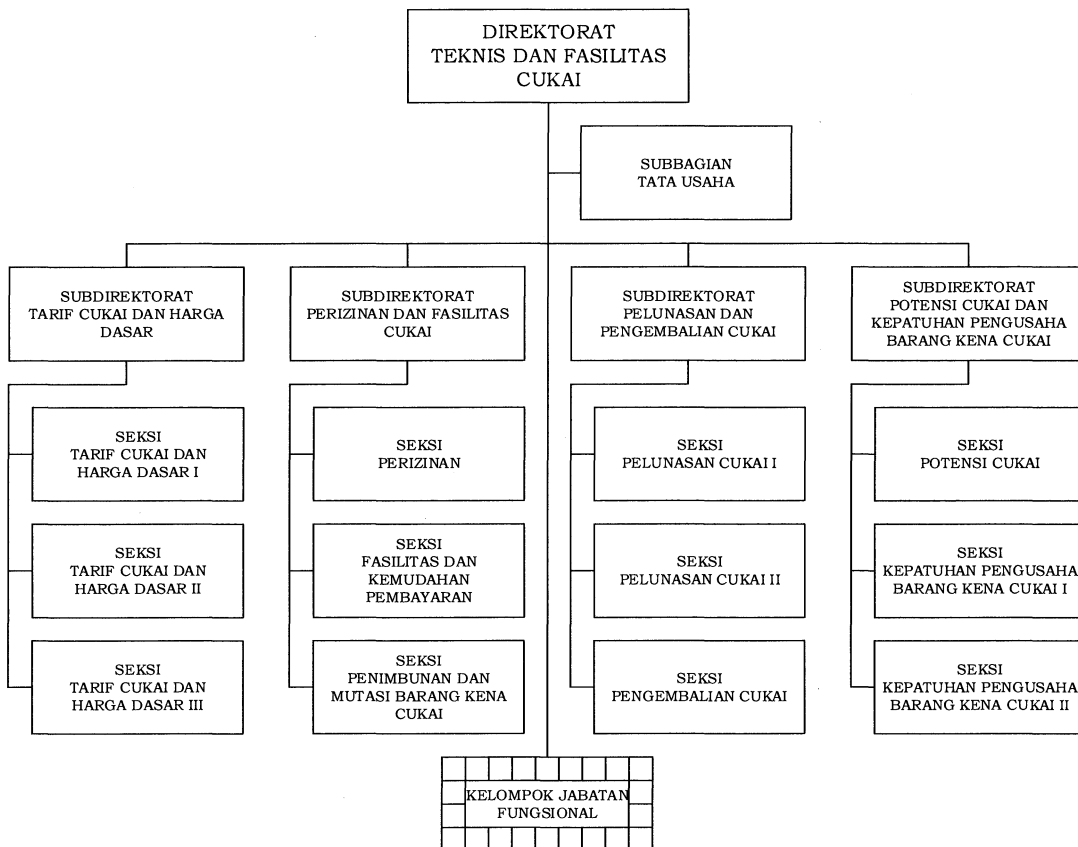 DIREKTORAT
TEKNIS DAN FASILITAS
CUKAI
SUBBAGIAN
TATA USAHA
SUBDIREKTORAT
TARIF CUKAI DAN HARGA
DASAR
SUBDIREKTORAT
PERIZINAN DAN FASILITAS
CUKAI
SUBDIREKTORAT
PELUNASAN DAN
PENGEMBALIAN CUKAI
SUBDIREKTORAT
POTENSI CUKAI DAN
KEPATUHAN PENGUSAHA
BARANG KENA CUKAI
SEKSI
TARIF CUKAI DAN
HARGA DASAR I
SEKSI
PERIZINAN
SEKSI
PELUNASAN CUKAI I
SEKSI
POTENSI CUKAI
SEKSI
TARIF CUKAI DAN
HARGA DASAR II
SEKSI
FASILITAS DAN
KEMUDAHAN
PEMBAYARAN
SEKSI
PELUNASAN CUKAI II
SEKSI
KEPATUHAN PENGUSAHA
BARANG KENA CUKAI I
SEKSI
TARIF CUKAI DAN
HARGA DASAR III
SEKSI
PENIMBUNAN DAN
MUTASI BARANG KENA
CUKAI
SEKSI
PENGEMBALIAN CUKAI
SEKSI
KEPATUHAN PENGUSAHA
BARANG KENA CUKAI II
KELOMPOK JABATAN
FUNGSIONAL